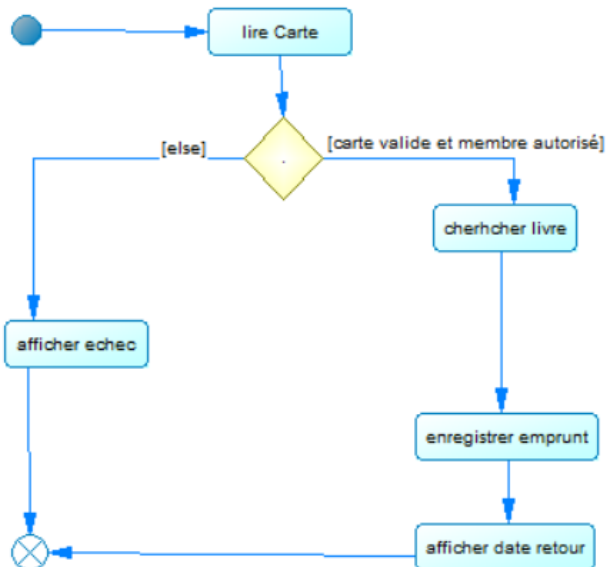 lire Carte
[else]
[carte valide et membre autorisé]
cherhcher livre
afficher echec
enregistrer emprunt
afficher date retour